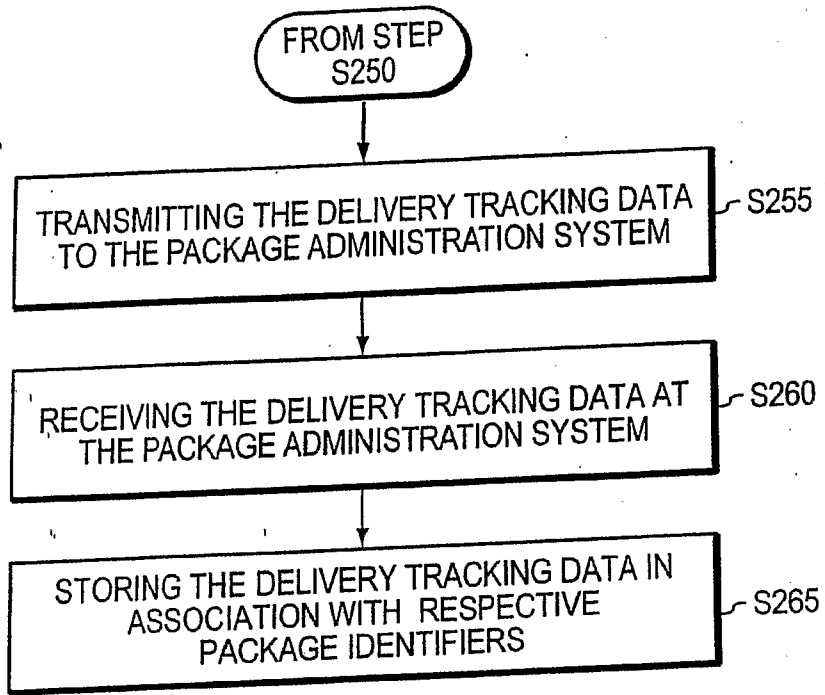 FROM STEP
S250
TRANSMITTING THE DELIVERY TRACKING DATA
TO THE PACKAGE ADMINISTRATION SYSTEM
S255
RECEIVING THE DELIVERY TRACKING DATA AT
THE PACKAGE ADMINISTRATION SYSTEM
S260
STORING THE DELIVERY TRACKING DATA IN
ASSOCIATION WITH RESPECTIVE
PACKAGE IDENTIFIERS
S265